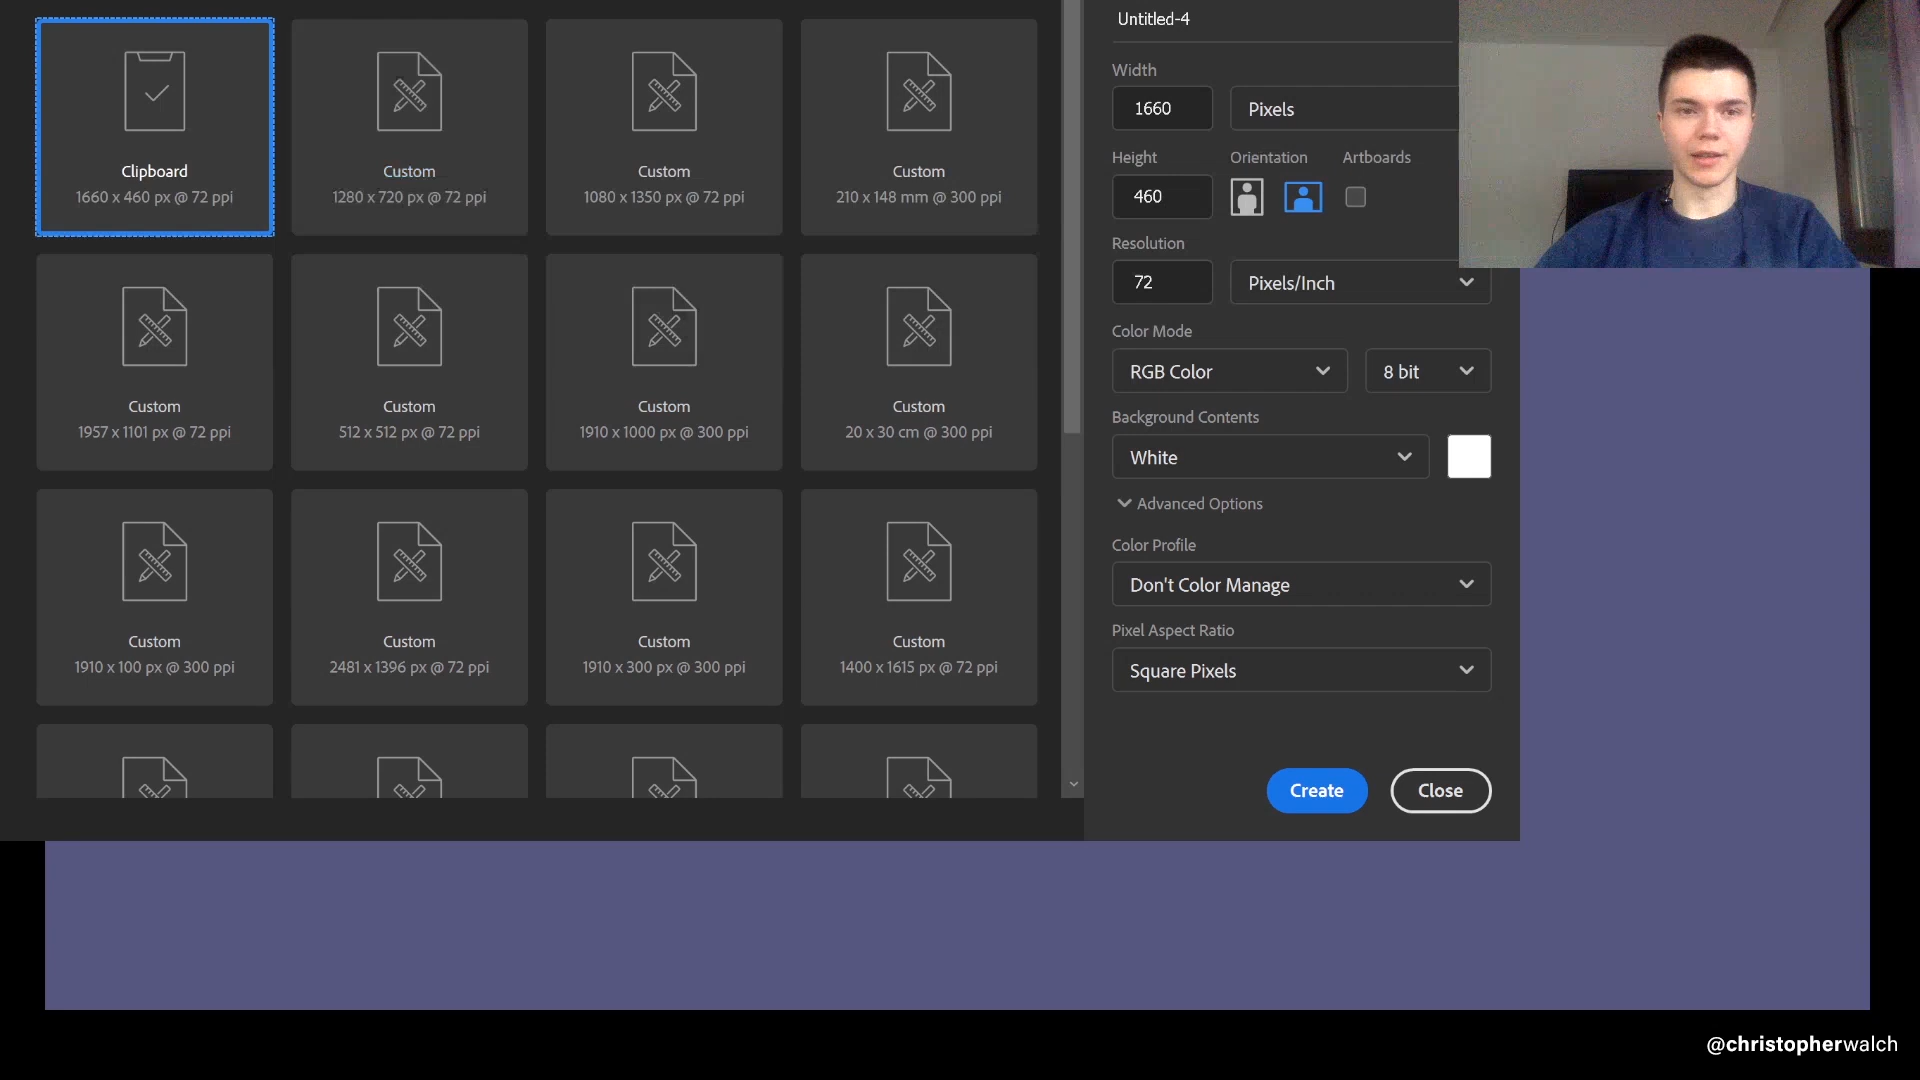 Clipboard
1660 x 460 px @ 72 ppi
Custom
1280 x 720 px @ 72 ppi
Custom
1080 x 1350 px @ 72 ppi
Custom
210 x 148 mm @ 300 ppi
Custom
1957 x 1101 px @ 72 ppi
Custom
512 x 512 px @ 72 ppi
Custom
1910 x 1000 px @ 300 ppi
Custom
20 x 30 cm @ 300 ppi
Custom
1910 x 100 px @ 300 ppi
Custom
2481 x 1396 px @ 72 ppi
Custom
1910 x 300 px @ 300 ppi
Custom
1400 x 1615 px @ 72 ppi
Untitled-4
Width
1660 Pixels
Height Orientation Artboards
460
Resolution
72 Pixels/Inch
Color Mode
RGB Color 8 bit
Background Contents
White
Advanced Options
Color Profile
Don't Color Manage
Pixel Aspect Ratio
Square Pixels
Create Close
@christopherwalch